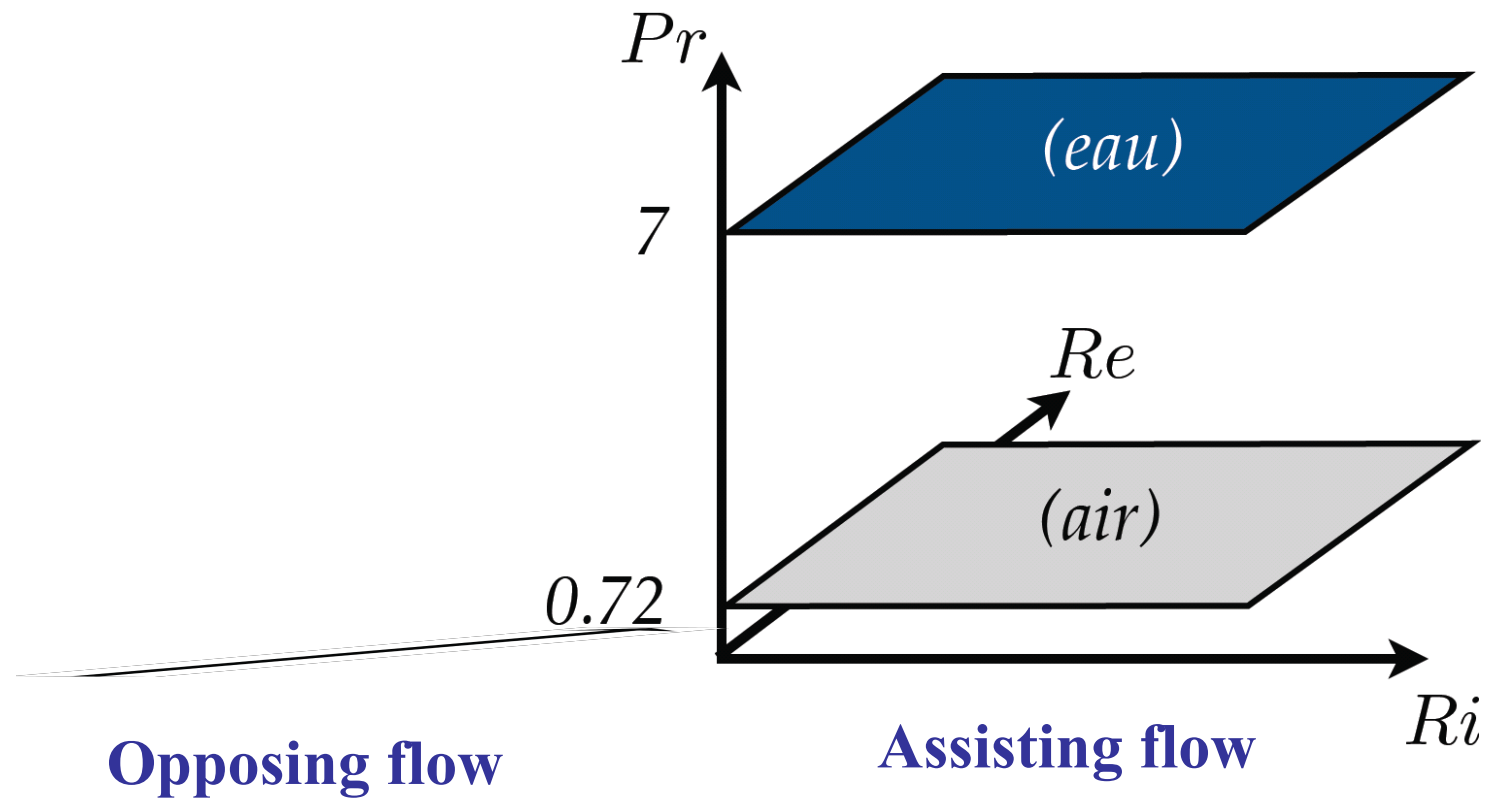 Pr
(eau)
7
Re
(air)
0.72
Ri
Opposing flow
Assisting flow